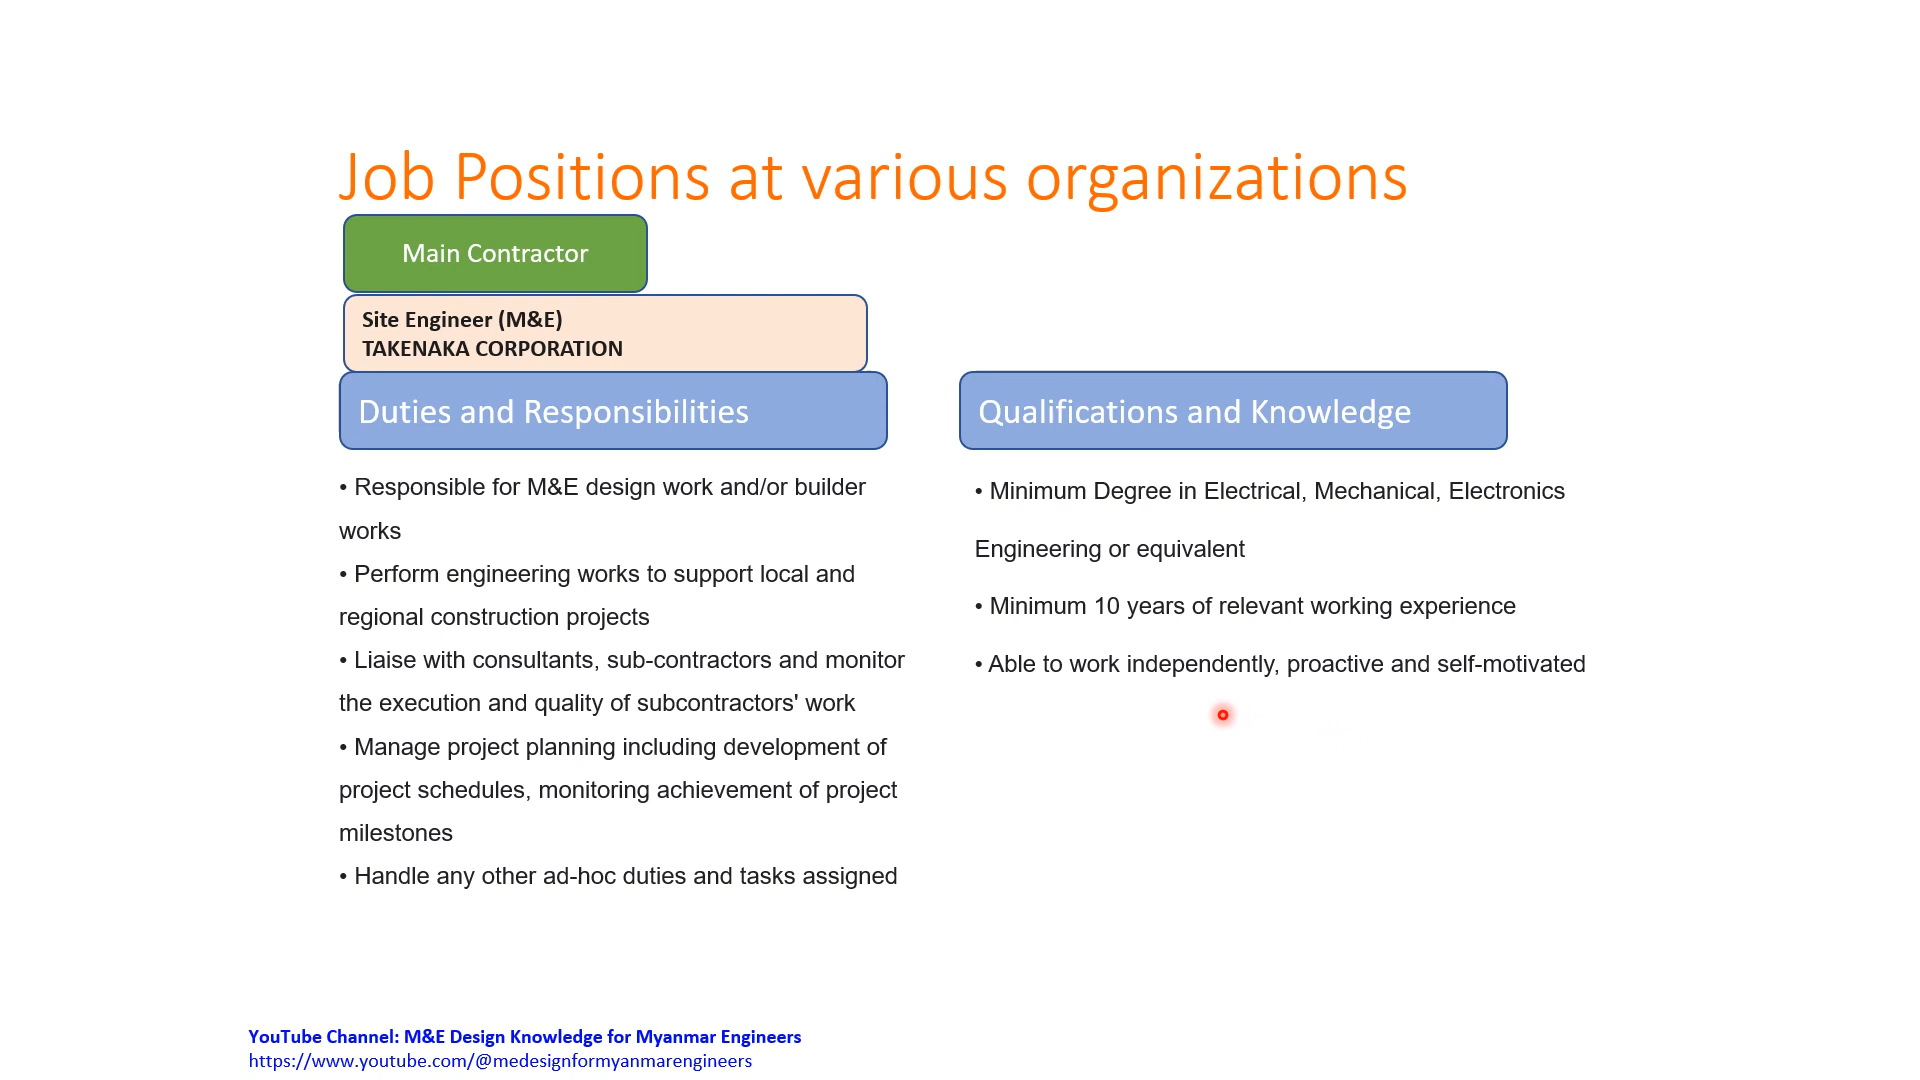 Job Positions at various organizations
Main Contractor
Site Engineer (M&E)
TAKENAKA CORPORATION
Duties and Responsibilities
• Responsible for M&E design work and/or builder
works
• Perform engineering works to support local and
regional construction projects
• Liaise with consultants, sub-contractors and monitor
the execution and quality of subcontractors' work
• Manage project planning including development of
project schedules, monitoring achievement of project
milestones
• Handle any other ad-hoc duties and tasks assigned
Qualifications and Knowledge
• Minimum Degree in Electrical, Mechanical, Electronics
Engineering or equivalent
• Minimum 10 years of relevant working experience
• Able to work independently, proactive and self-motivated
YouTube Channel: M&E Design Knowledge for Myanmar Engineers
https://www.youtube.com/@medesignformyanmarengineers